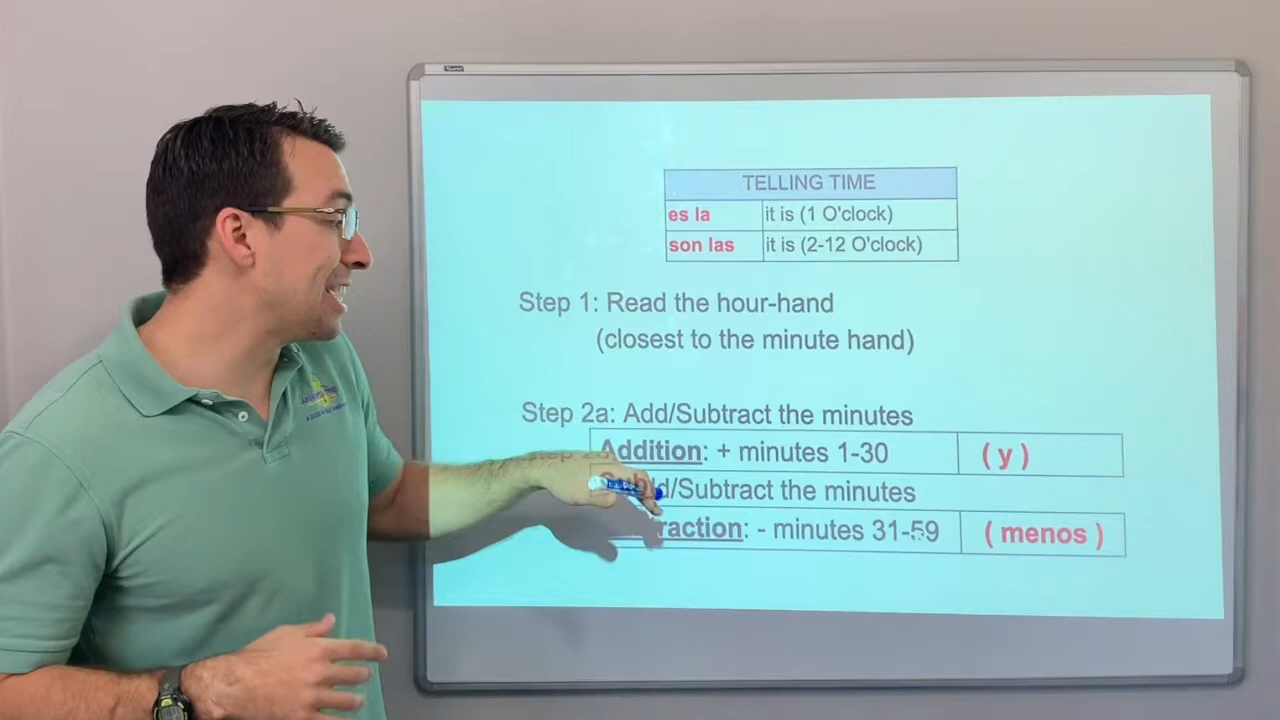 TELLING TIME
es la it is (1 O'clock)
son las it is (2-12 O'clock)
Step 1: Read the hour-hand
(closest to the minute hand)
Step 2a: Add/Subtract the minutes
Addition: + minutes 1-30 ( y )
/Subtract the minutes
raction: - minutes 31-59 ( menos )